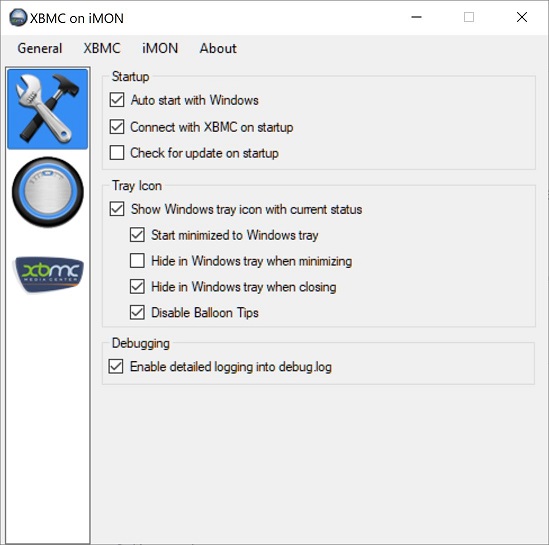 XBMC on iMON
General XBMC iMON About
Startup
Auto start with Windows
Connect with XBMC on startup
Check for update on startup
Tray Icon
Show Windows tray icon with current status
Start minimized to Windows tray
Hide in Windows tray when minimizing
Hide in Windows tray when closing
Disable Balloon Tips
xbmc
MEDIA CENTER
Debugging
Enable detailed logging into debug.log